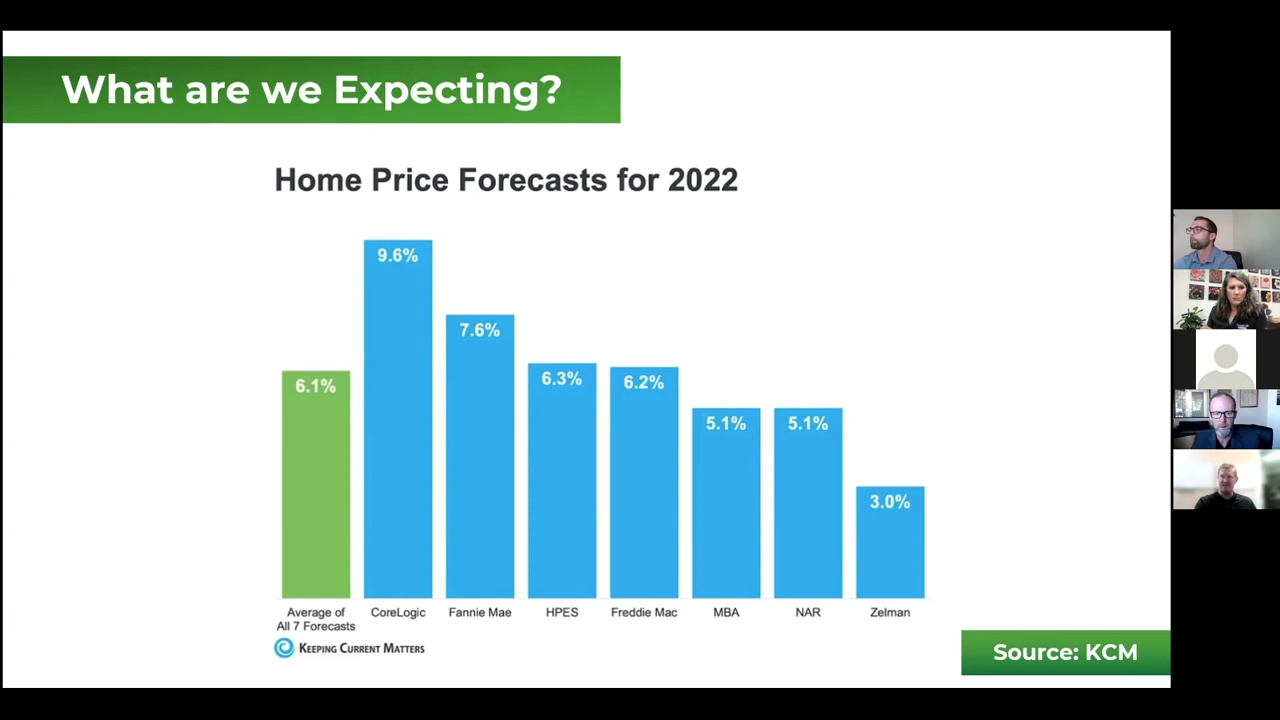 What are we Expecting?
Home Price Forecasts for 2022
9.6%
7.6%
6.1%
6.3%
6.2%
5.1%
5.1%
3.0%
Average of
All 7 Forecasts
CoreLogic
Fannie Mae
HPES
Freddie Mac
MBA
NAR
Zelman
KEEPING CURRENT MATTERS
Source: KCM